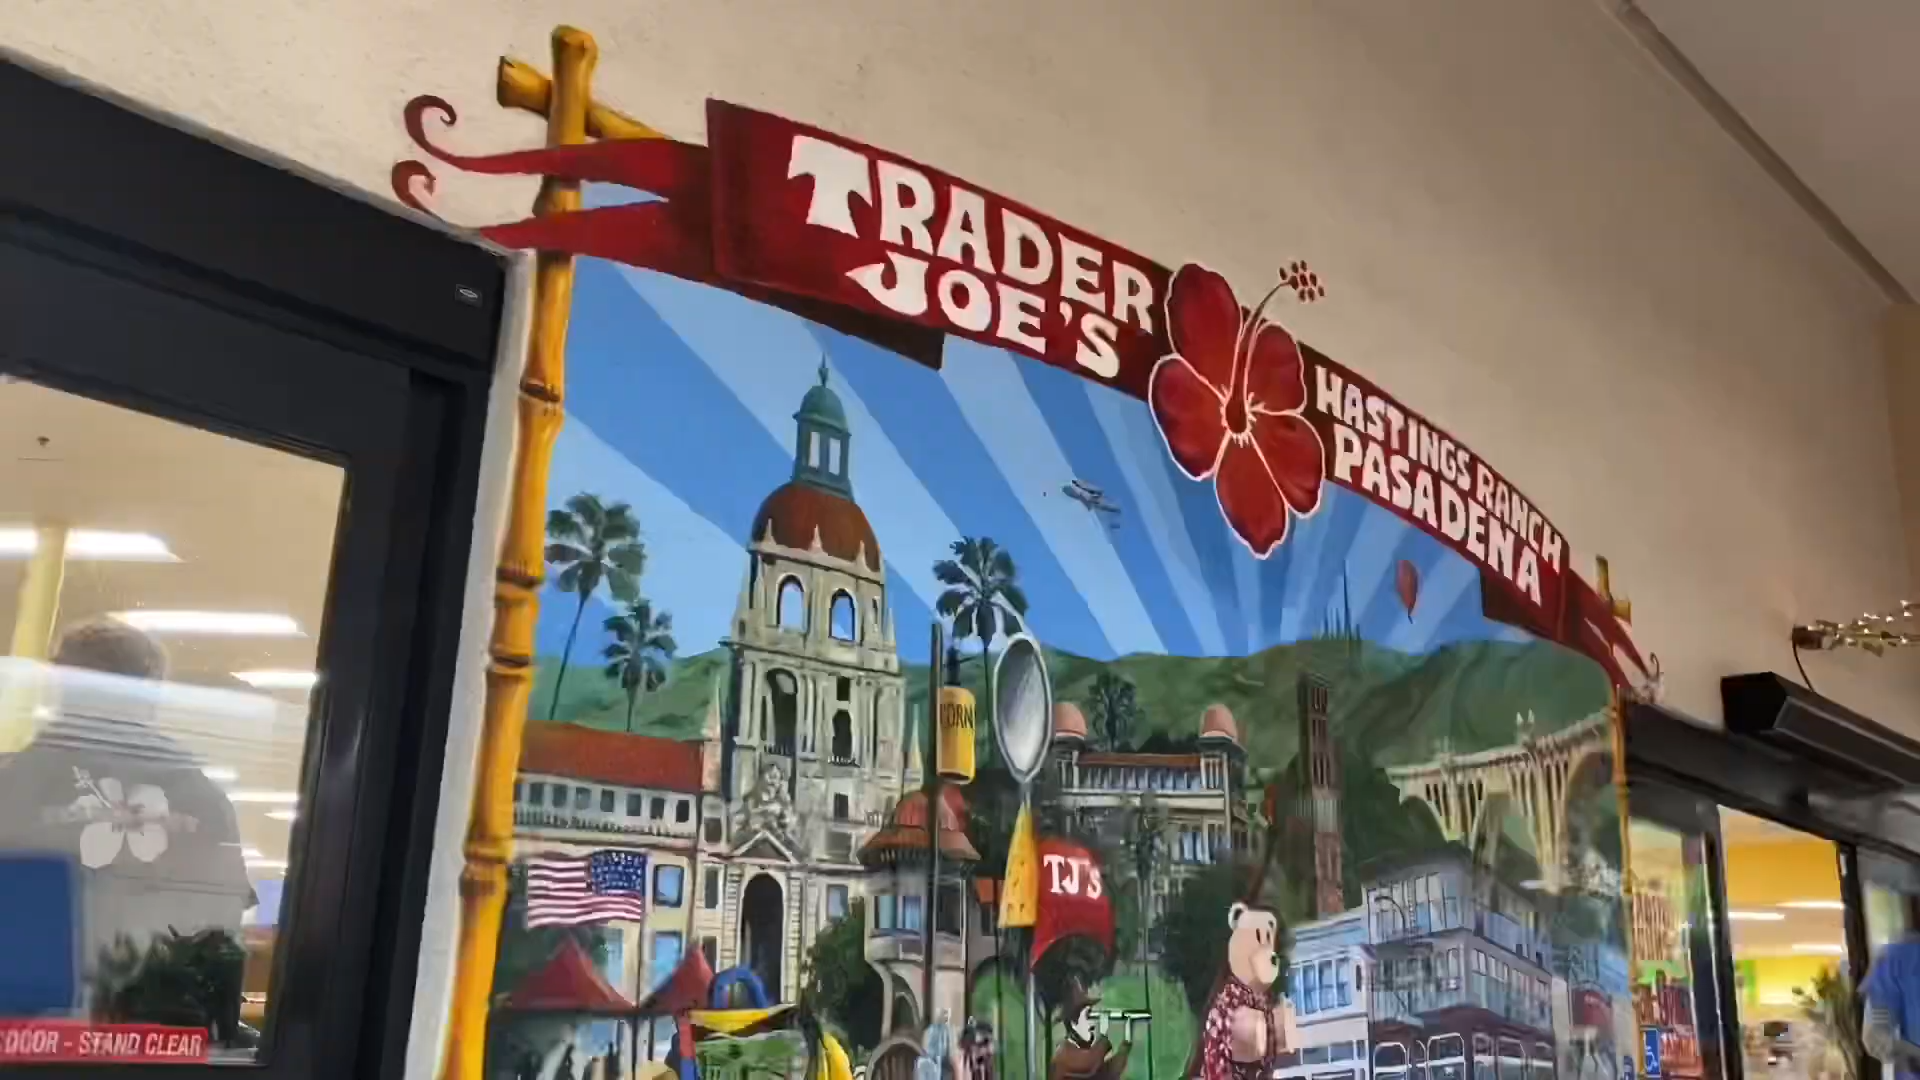 TRADER
JOE'S
HASTINGS RANCH
PASADENA
CORN
TJ's
DOOR - STAND CLEAR